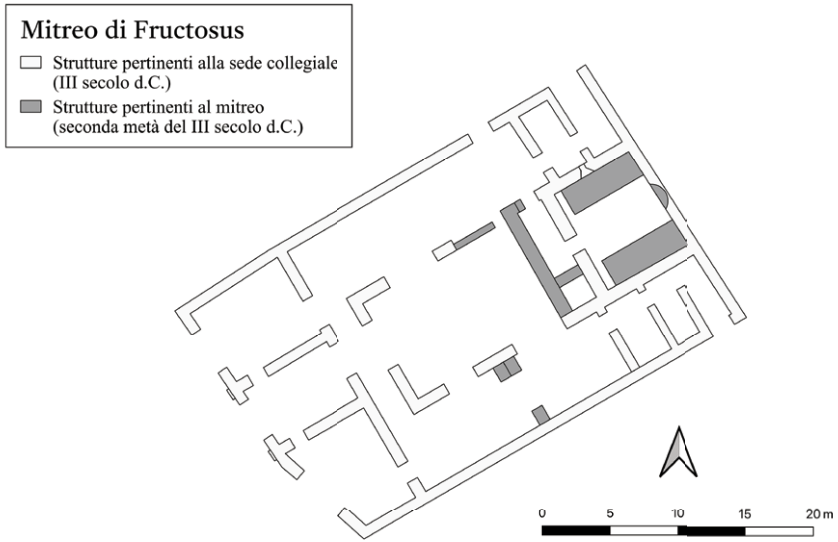 Mitreo di Fructosus
Strutture pertinenti alla sede collegiale
(III secolo d.C.)
Strutture pertinenti al mitreo
(seconda metà del III secolo d.C.)
0 5 10 15 20 m